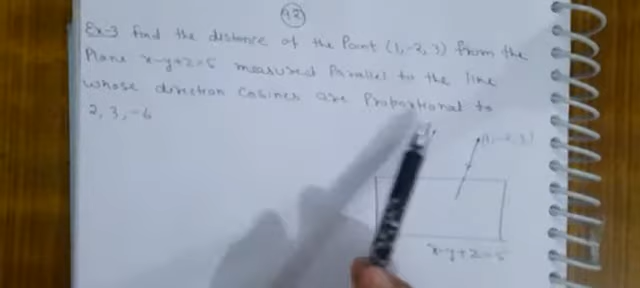 42
Ex-3 Find the distance of the Point (1,-2,3) from the
Plane x-y+z=5 measured Parallel to the line
whose direction cosines are Proportional to
2, 3, -6
(1,-2,3)
x-y+z=5